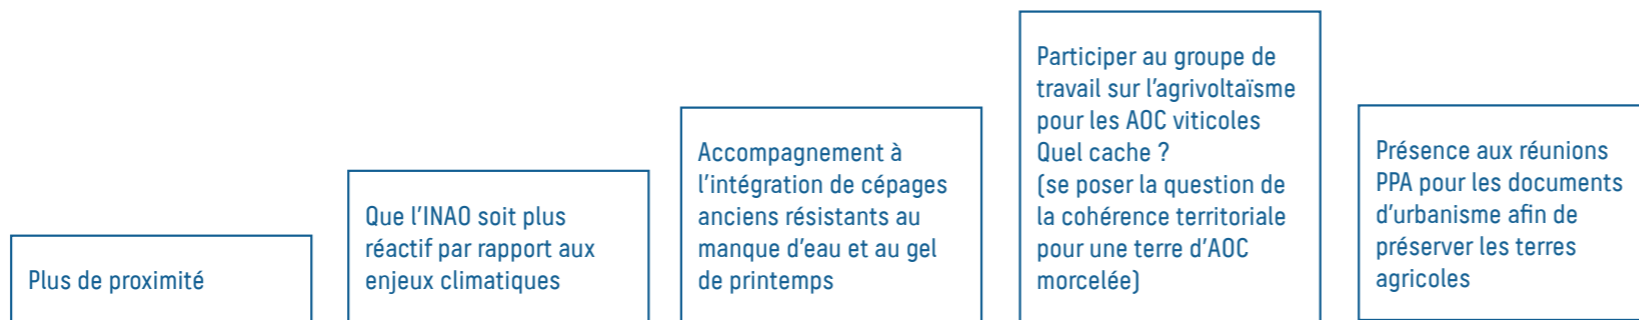 Plus de proximité
Que l'INAO soit plus
réactif par rapport aux
enjeux climatiques
Accompagnement à
l'intégration de cépages
anciens résistants au
manque d'eau et au gel
de printemps
Participer au groupe de
travail sur l'agrivoltaïsme
pour les AOC viticoles
Quel cache ?
(se poser la question de
la cohérence territoriale
pour une terre d'AOC
morcelée)
Présence aux réunions
PPA pour les documents
d'urbanisme afin de
préserver les terres
agricoles